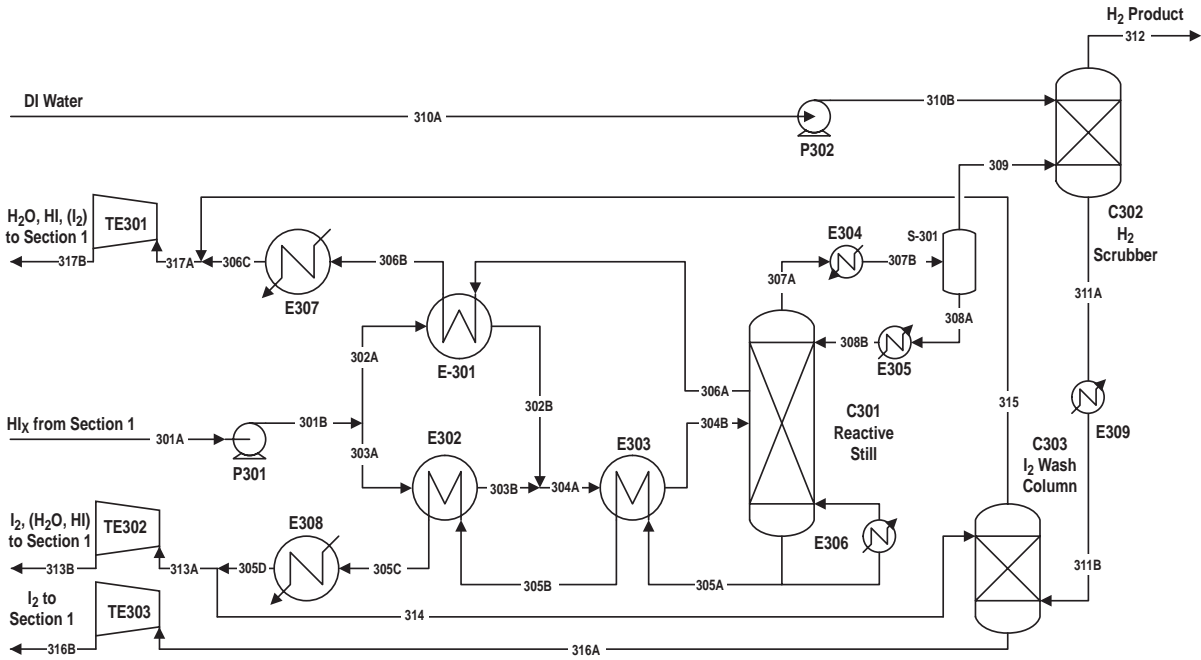 H2 Product
312
DI Water
310A
310B
P302
309
C302
H2
Scrubber
H2O, HI, (I2)
to Section 1
317B
TE301
317A
306C
E307
306B
E-301
E304
307A
307B
S-301
308A
308B
E305
311A
302A
302B
306A
C301
Reactive
Still
315
E309
HIX from Section 1
301A
P301
301B
303A
E302
303B
304A
E303
304B
C303
I2 Wash
Column
I2, (H2O, HI)
to Section 1
313B
TE302
313A
305D
E308
305C
305B
305A
E306
311B
I2 to
Section 1
316B
TE303
314
316A